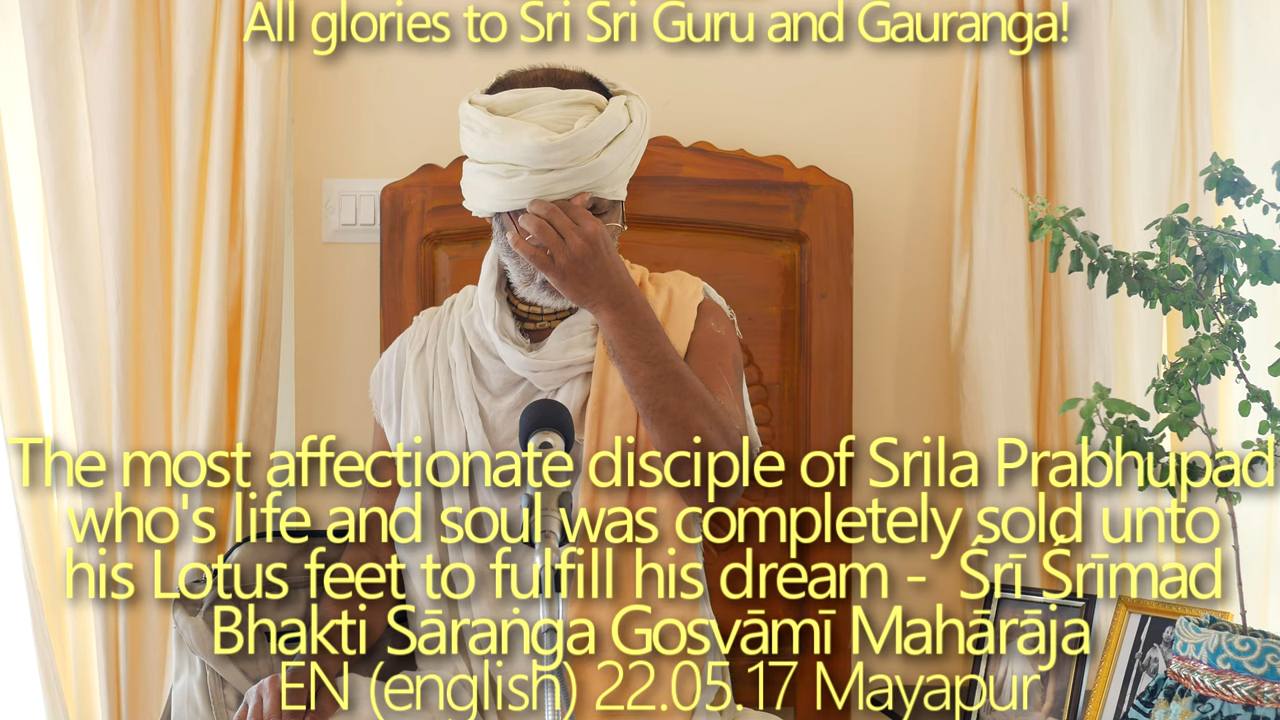 All glories to Sri Sri Guru and Gauranga!
The most affectionate disciple of Srila Prabhupad
who's life and soul was completely sold unto
his Lotus feet to fulfill his dream - Śrī Śrīmad
Bhakti Sāraṅga Gosvāmī Mahārāja
EN (english) 22.05.17 Mayapur